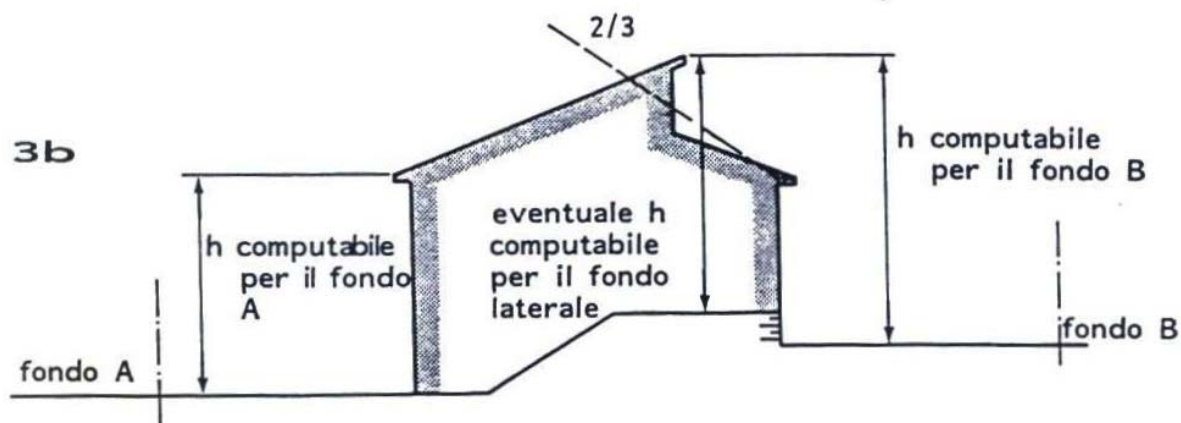 2/3
3b
h computabile
per il fondo B
eventuale h
computabile
per il fondo
laterale
h computabile
per il fondo
A
fondo A
fondo B